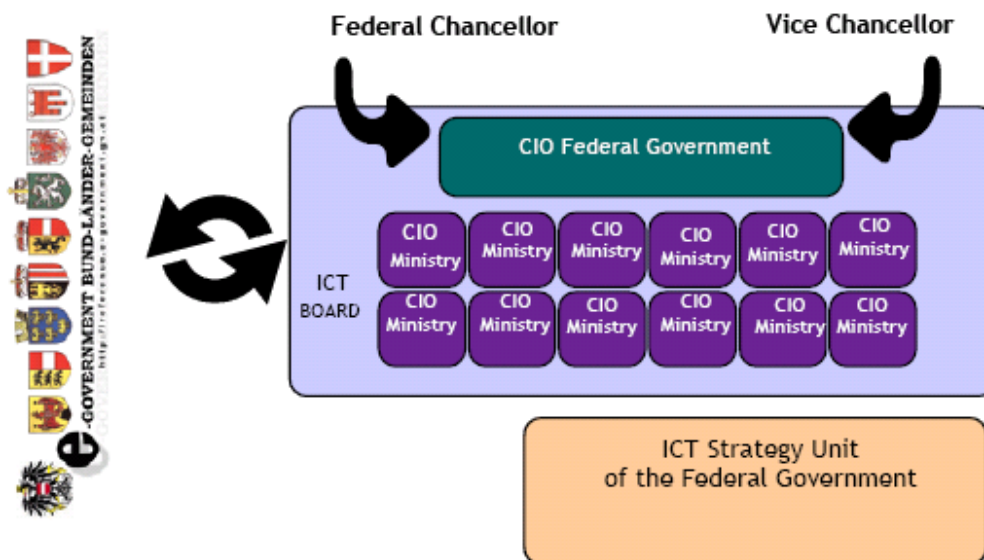 Federal Chancellor
Vice Chancellor
CIO Federal Government
CIO
Ministry
CIO
Ministry
CIO
Ministry
CIO
Ministry
CIO
Ministry
CIO
Ministry
ICT
BOARD
CIO
Ministry
CIO
Ministry
CIO
Ministry
CIO
Ministry
CIO
Ministry
CIO
Ministry
ICT Strategy Unit
of the Federal Government
e-GOVERNMENT BUND-LÄNDER-GEMEINDEN